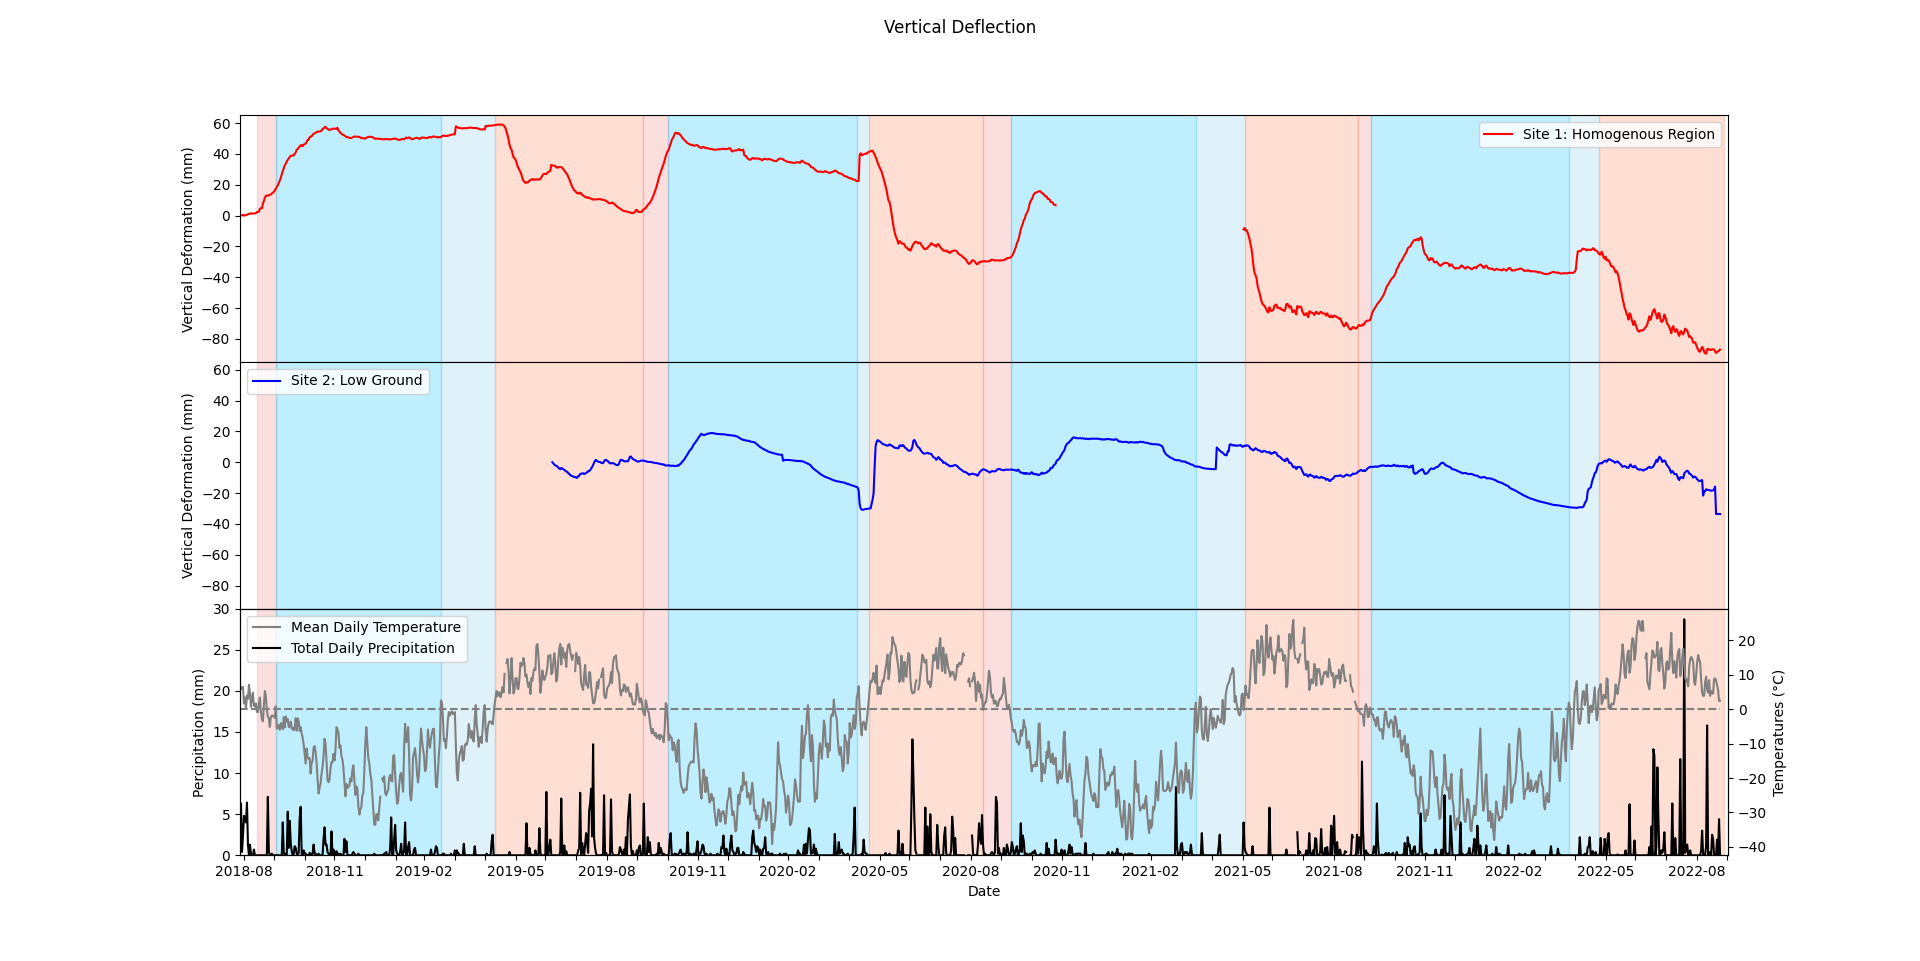 Vertical Deflection
Vertical Deformation (mm)
60
40
20
0
−20
−40
−60
−80
Site 1: Homogenous Region
Vertical Deformation (mm)
60
40
20
0
−20
−40
−60
−80
Site 2: Low Ground
Percipitation (mm)
30
25
20
15
10
5
0
Mean Daily Temperature
Total Daily Precipitation
20
10
0
−10
−20
−30
−40
Temperatures (°C)
2018-08 2018-11 2019-02 2019-05 2019-08 2019-11 2020-02 2020-05 2020-08 2020-11 2021-02 2021-05 2021-08 2021-11 2022-02 2022-05 2022-08
Date